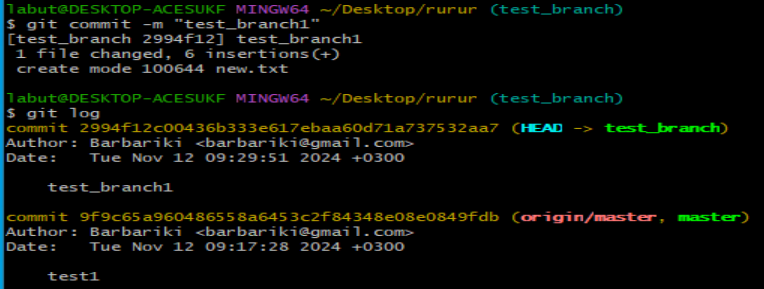 labut@DESKTOP-ACESUKF MINGW64 ~/Desktop/rurur (test_branch)
$ git commit -m "test_branch1"
[test_branch 2994f12] test_branch1
 1 file changed, 6 insertions(+)
 create mode 100644 new.txt
labut@DESKTOP-ACESUKF MINGW64 ~/Desktop/rurur (test_branch)
$ git log
commit 2994f12c00436b333e617ebaa60d71a737532aa7 (HEAD -> test_branch)
Author: Barbariki <barbariki@gmail.com>
Date:   Tue Nov 12 09:29:51 2024 +0300
    test_branch1
commit 9f9c65a960486558a6453c2f84348e08e0849fdb (origin/master, master)
Author: Barbariki <barbariki@gmail.com>
Date:   Tue Nov 12 09:17:28 2024 +0300
    test1